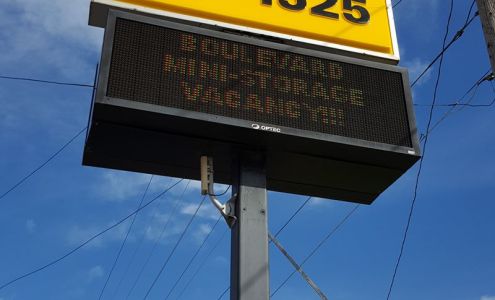 1325
BOULEVARD
MINI-STORAGE
VACANCY!!!
OPTEC